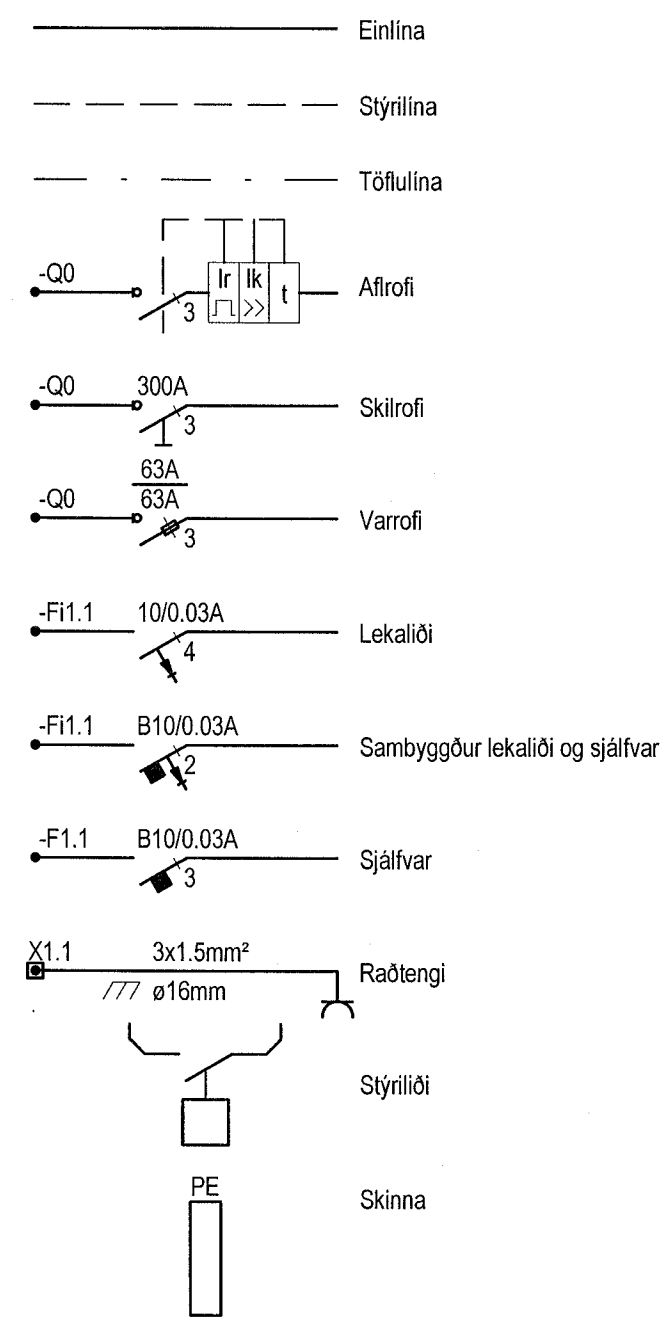 Einlína
Stýrilína
Töflulína
-Q0 Ir Ik t 3 Aflrofi
>>
-Q0 300A 3 Skilrofi
63A
-Q0 63A 3 Varrofi
-Fi1.1 10/0.03A 4 Lekaliði
-Fi1.1 B10/0.03A 2 Sambyggður lekaliði og sjálfvar
-F1.1 B10/0.03A 3 Sjálfvar
X1.1 3x1.5mm² Raðtengi
ø16mm
Stýriliði
PE Skinna